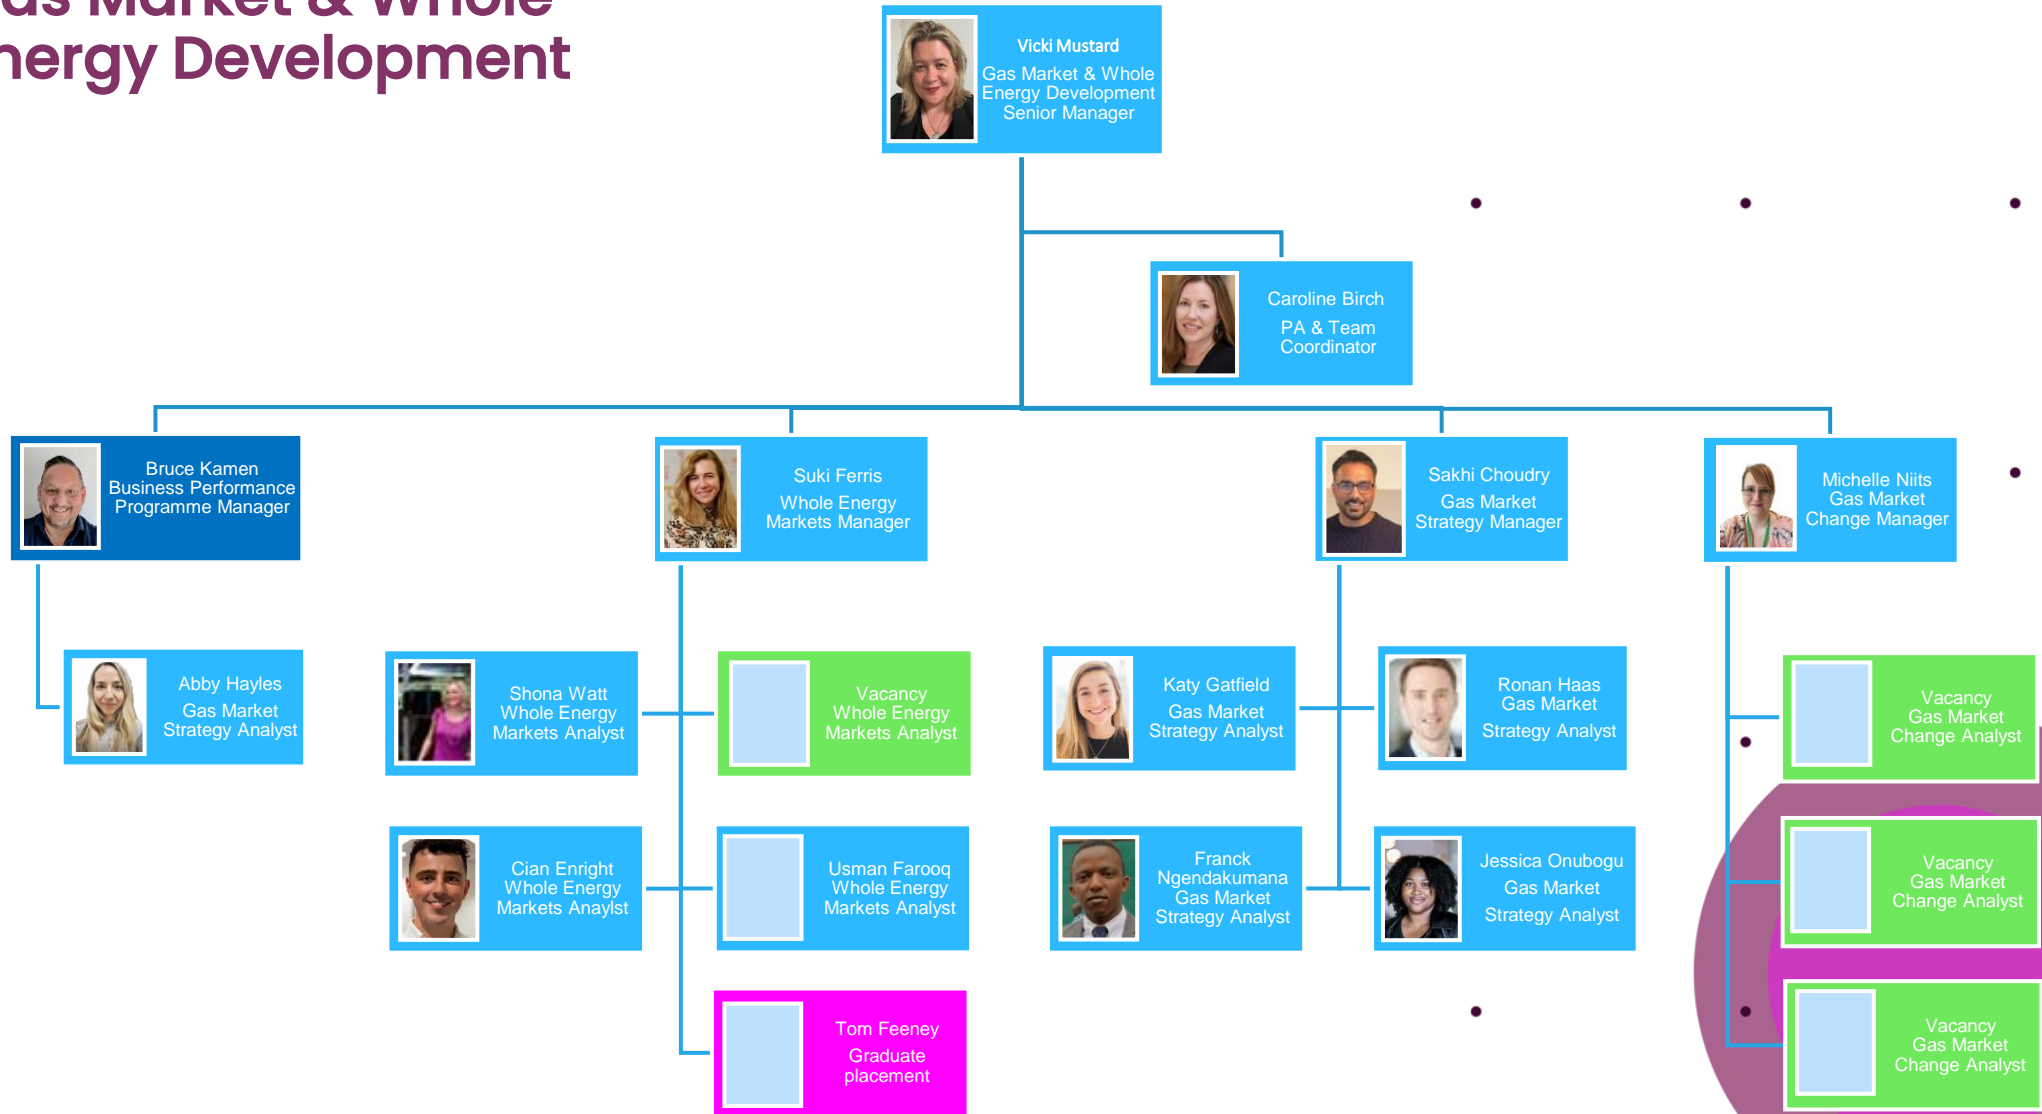 as Market & Whole
nergy Development
Vicki Mustard
Gas Market & Whole
Energy Development
Senior Manager
Caroline Birch
PA & Team
Coordinator
Bruce Kamen
Business Performance
Programme Manager
Suki Ferris
Whole Energy
Markets Manager
Sakhi Choudry
Gas Market
Strategy Manager
Michelle Niits
Gas Market
Change Manager
Abby Hayles
Gas Market
Strategy Analyst
Shona Watt
Whole Energy
Markets Analyst
Vacancy
Whole Energy
Markets Analyst
Katy Gatfield
Gas Market
Strategy Analyst
Ronan Haas
Gas Market
Strategy Analyst
Vacancy
Gas Market
Change Analyst
Cian Enright
Whole Energy
Markets Anaylst
Usman Farooq
Whole Energy
Markets Analyst
Franck
Ngendakumana
Gas Market
Strategy Analyst
Jessica Onubogu
Gas Market
Strategy Analyst
Vacancy
Gas Market
Change Analyst
Tom Feeney
Graduate
placement
Vacancy
Gas Market
Change Analyst